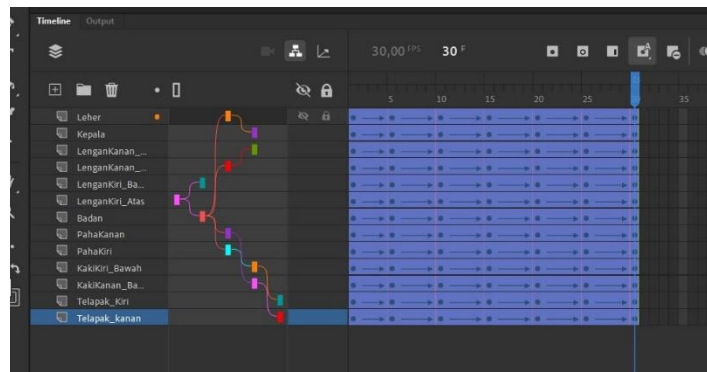 Timeline Output
30,00 FPS 30 F
5 10 15 20 25 30 35
Leher
Kepala
LenganKanan_...
LenganKanan_...
LenganKiri_Ba...
LenganKiri_Atas
Badan
PahaKanan
PahaKiri
KakiKiri_Bawah
KakiKanan_Ba...
Telapak_Kiri
Telapak_kanan